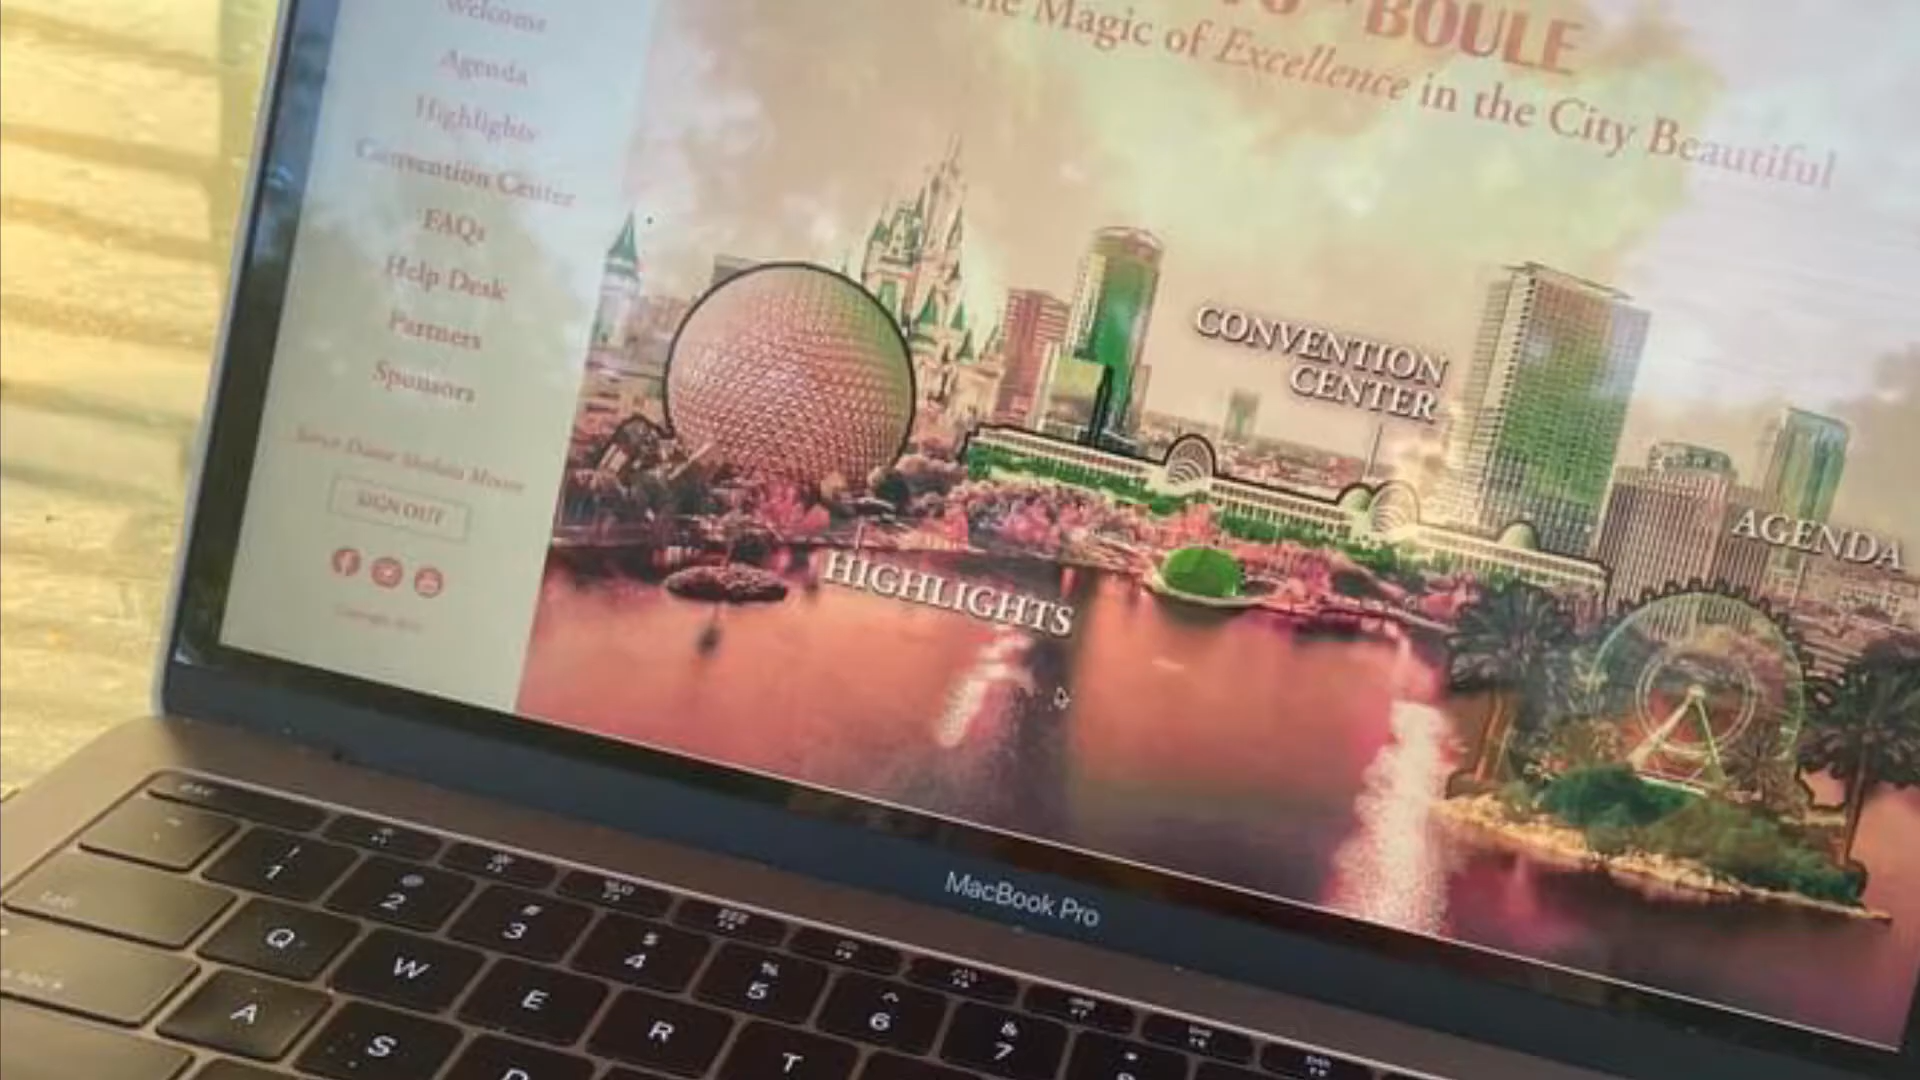 Welcome
Agenda
Highlights
Convention Center
FAQs
Help Desk
Partners
Sponsors
SIGN OUT
BOULE
The Magic of Excellence in the City Beautiful
CONVENTION
CENTER
HIGHLIGHTS
AGENDA
MacBook Pro
esc
! 1
@ 2
# 3
$ 4
% 5
^ 6
& 7
tab
Q W E R T
A S D